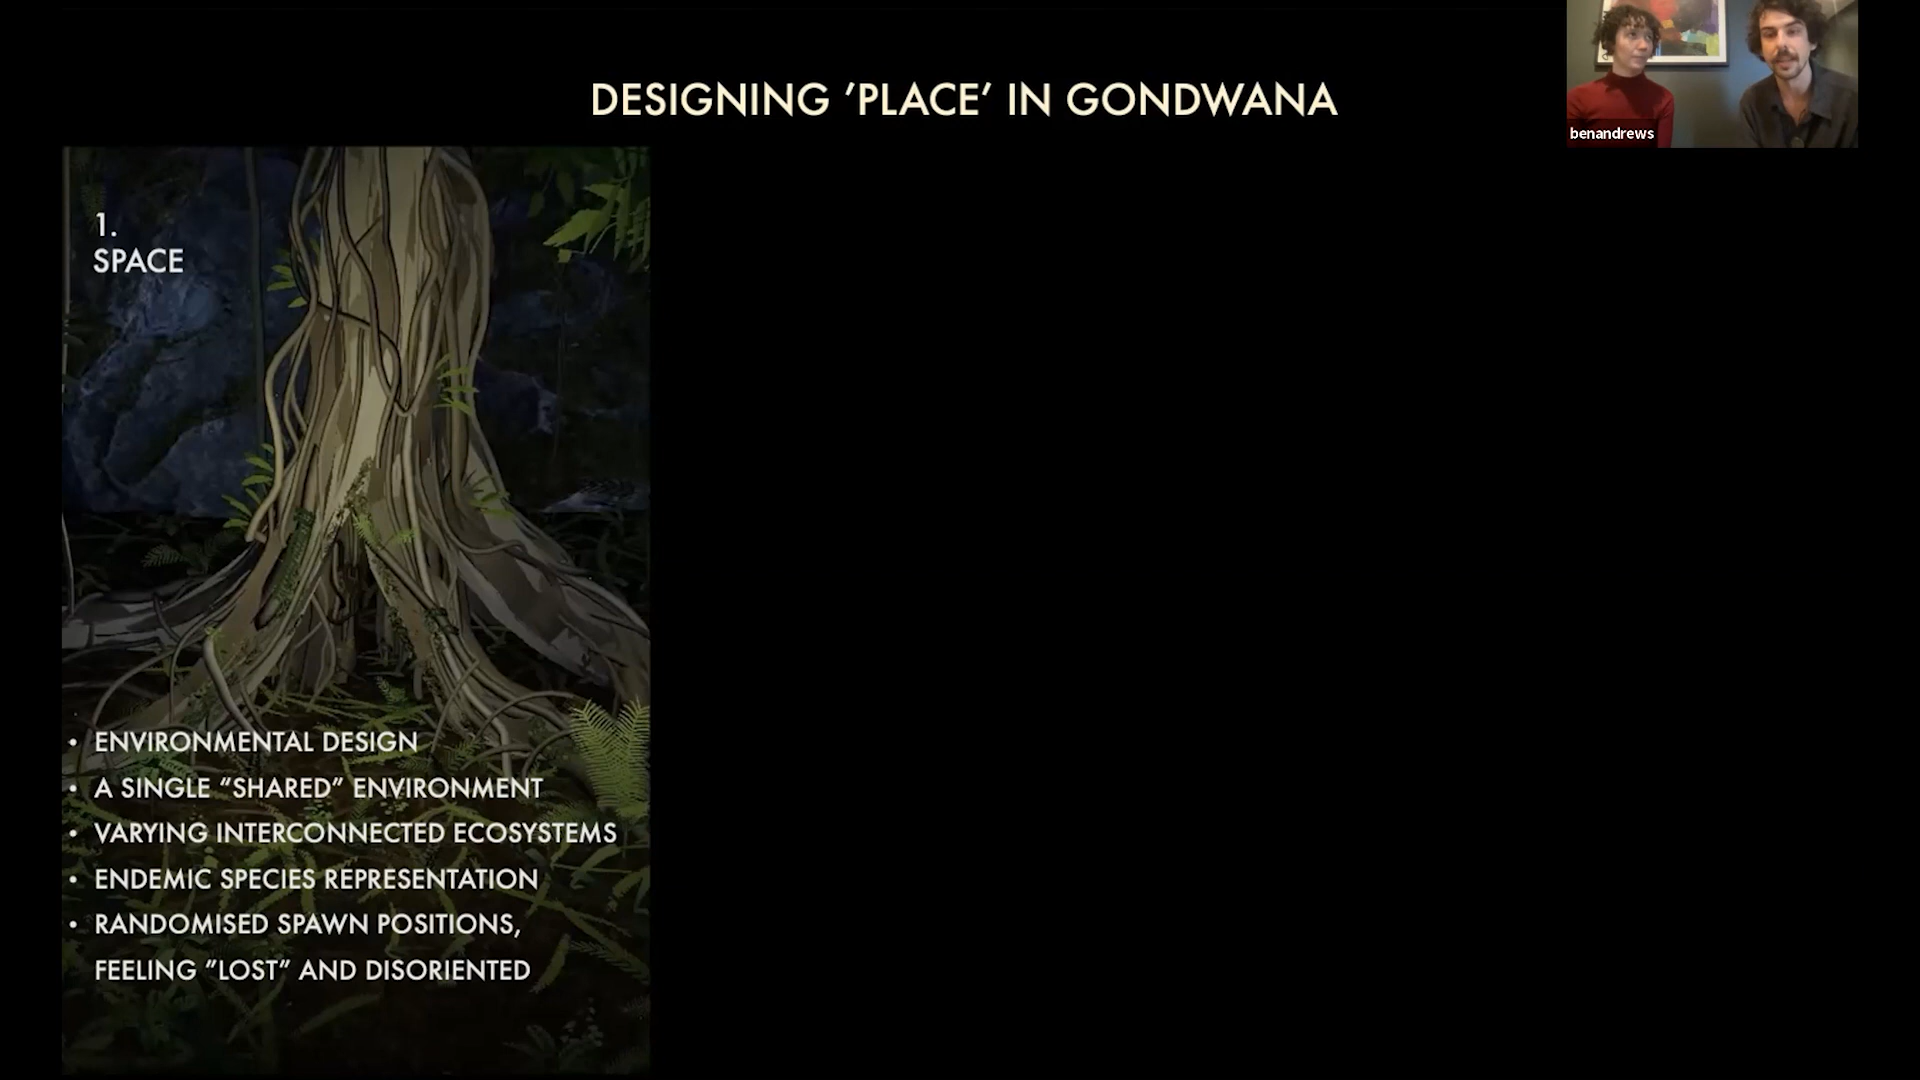 DESIGNING ’PLACE’ IN GONDWANA
benandrews
1.
SPACE
• ENVIRONMENTAL DESIGN
• A SINGLE ”SHARED” ENVIRONMENT
• VARYING INTERCONNECTED ECOSYSTEMS
• ENDEMIC SPECIES REPRESENTATION
• RANDOMISED SPAWN POSITIONS,
FEELING ”LOST” AND DISORIENTED